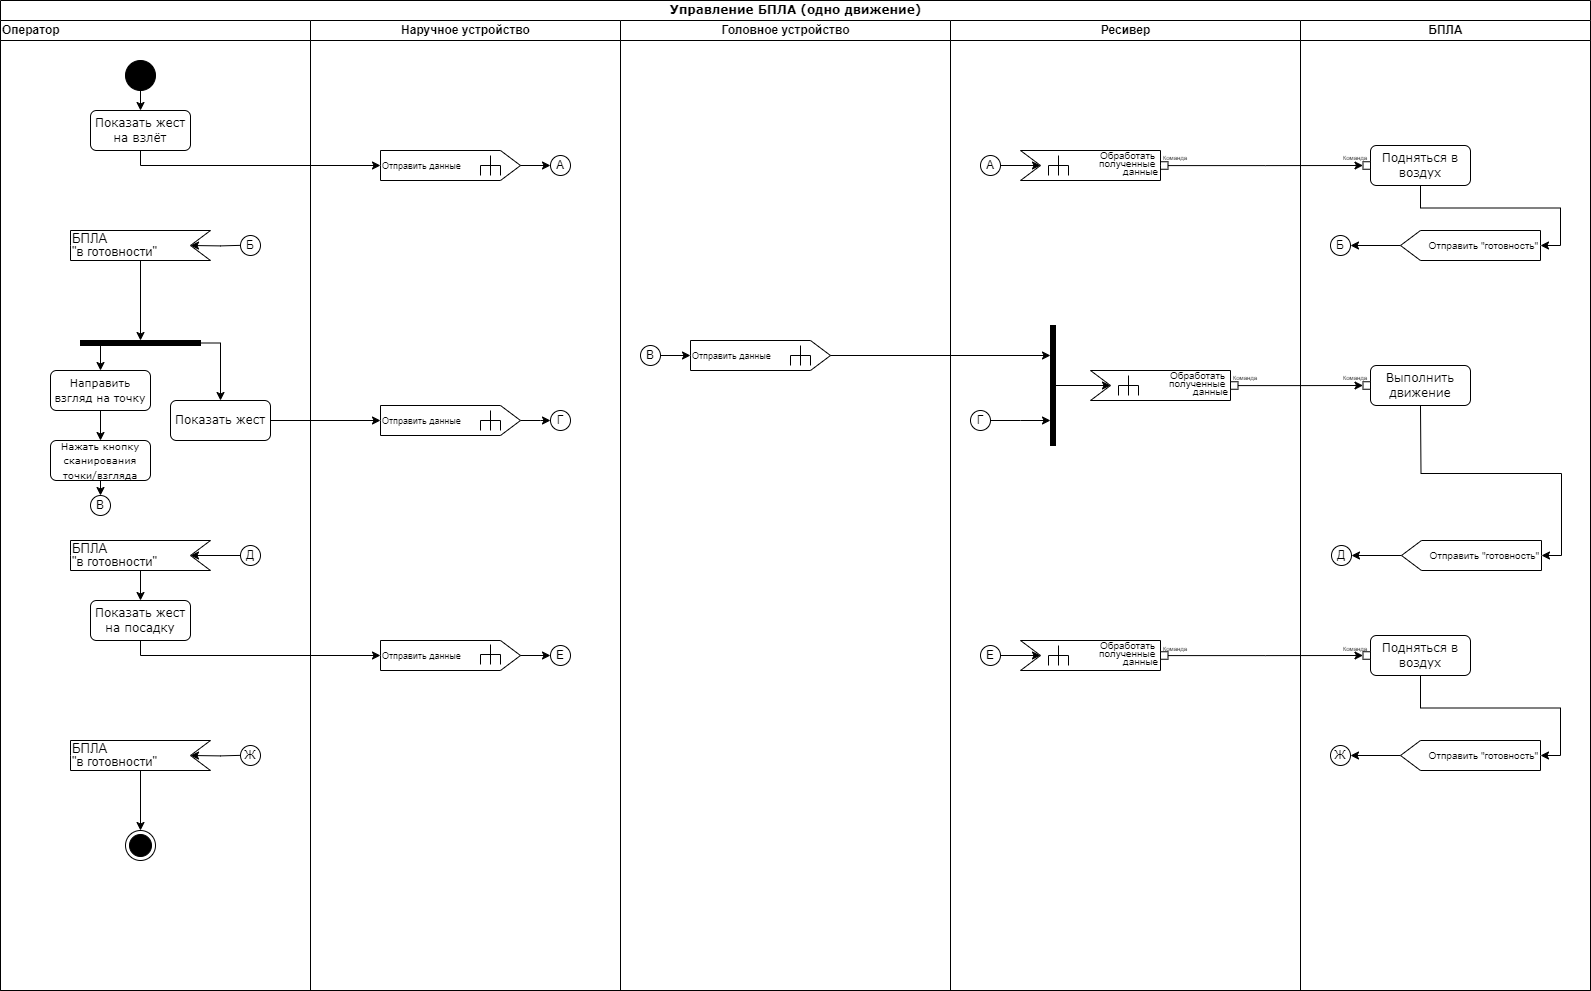 Управление БПЛА (одно движение)
Оператор
Наручное устройство
Головное устройство
Ресивер
БПЛА
Показать жест
на взлёт
Отправить данные
А
А
Обработать
полученные
данные
Команда
Команда
Подняться в
воздух
БПЛА
"в готовности"
Б
Б
Отправить "готовность"
В
Отправить данные
Направить
взгляд на точку
Показать жест
Отправить данные
Г
Г
Обработать
полученные
данные
Команда
Команда
Выполнить
движение
Нажать кнопку
сканирования
точки/взгляда
В
БПЛА
"в готовности"
Д
Д
Отправить "готовность"
Показать жест
на посадку
Отправить данные
Е
Е
Обработать
полученные
данные
Команда
Команда
Подняться в
воздух
БПЛА
"в готовности"
Ж
Ж
Отправить "готовность"